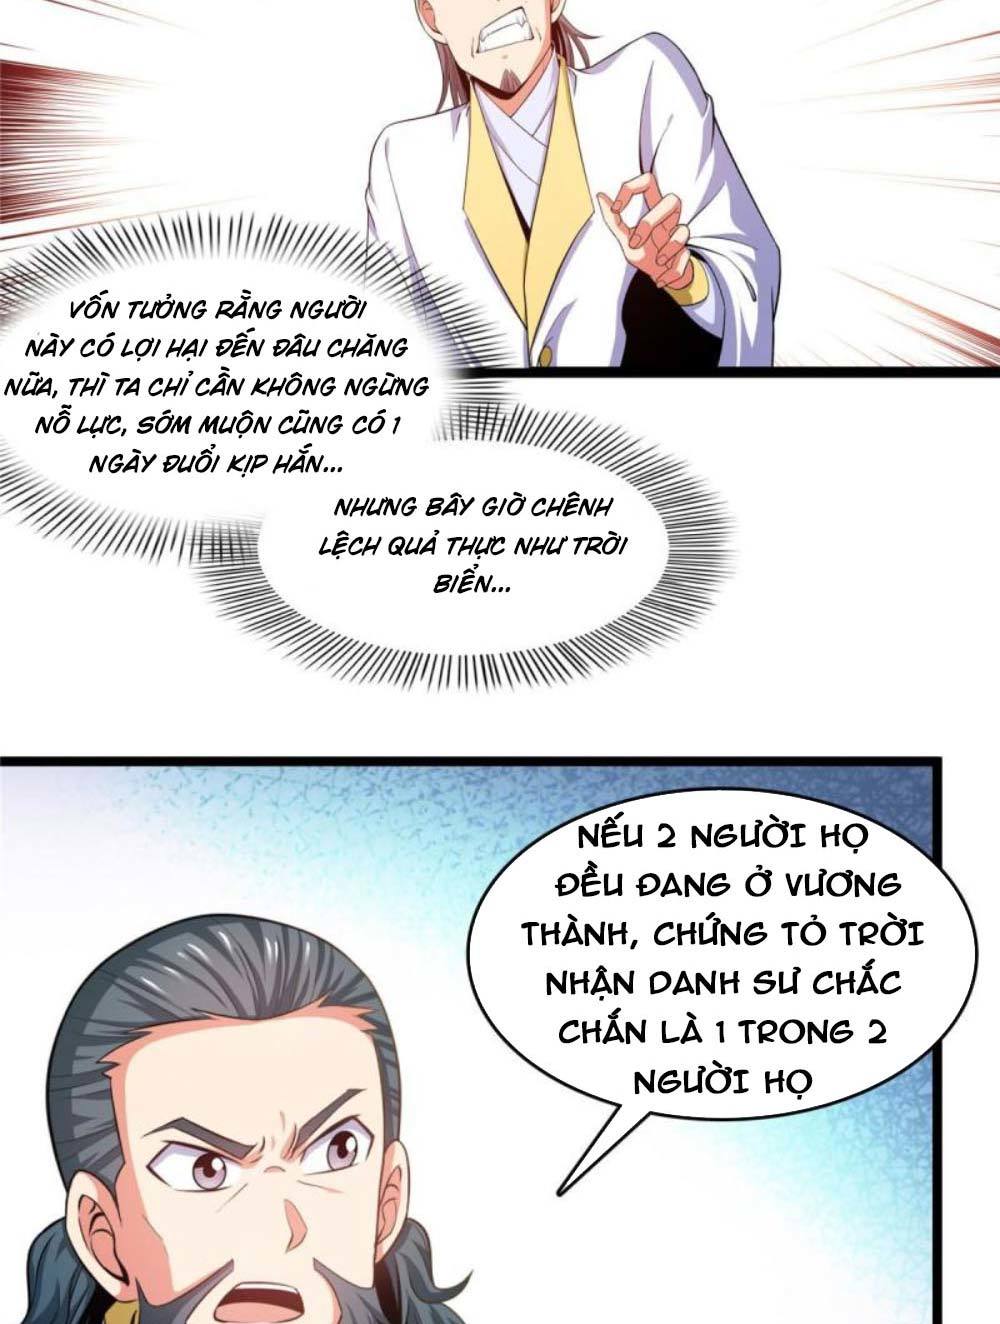 VỐN TƯỞNG RẰNG NGƯỜI
NÀY CÓ LỢI HẠI ĐẾN ĐÂU CHĂNG
NỮA, THÌ TA CHỈ CẦN KHÔNG NGỪNG
NỖ LỰC, SỚM MUỘN CŨNG CÓ 1
NGÀY ĐUỔI KỊP HẮN...
NHƯNG BÂY GIỜ CHÊNH
LỆCH QUẢ THỰC NHƯ TRỜI
BIỂN...
NẾU 2 NGƯỜI HỌ
ĐỀU ĐANG Ở VƯƠNG
THÀNH, CHỨNG TỎ TRỜI
NHẬN DANH SƯ CHẮC
CHẮN LÀ 1 TRONG 2
NGƯỜI HỌ